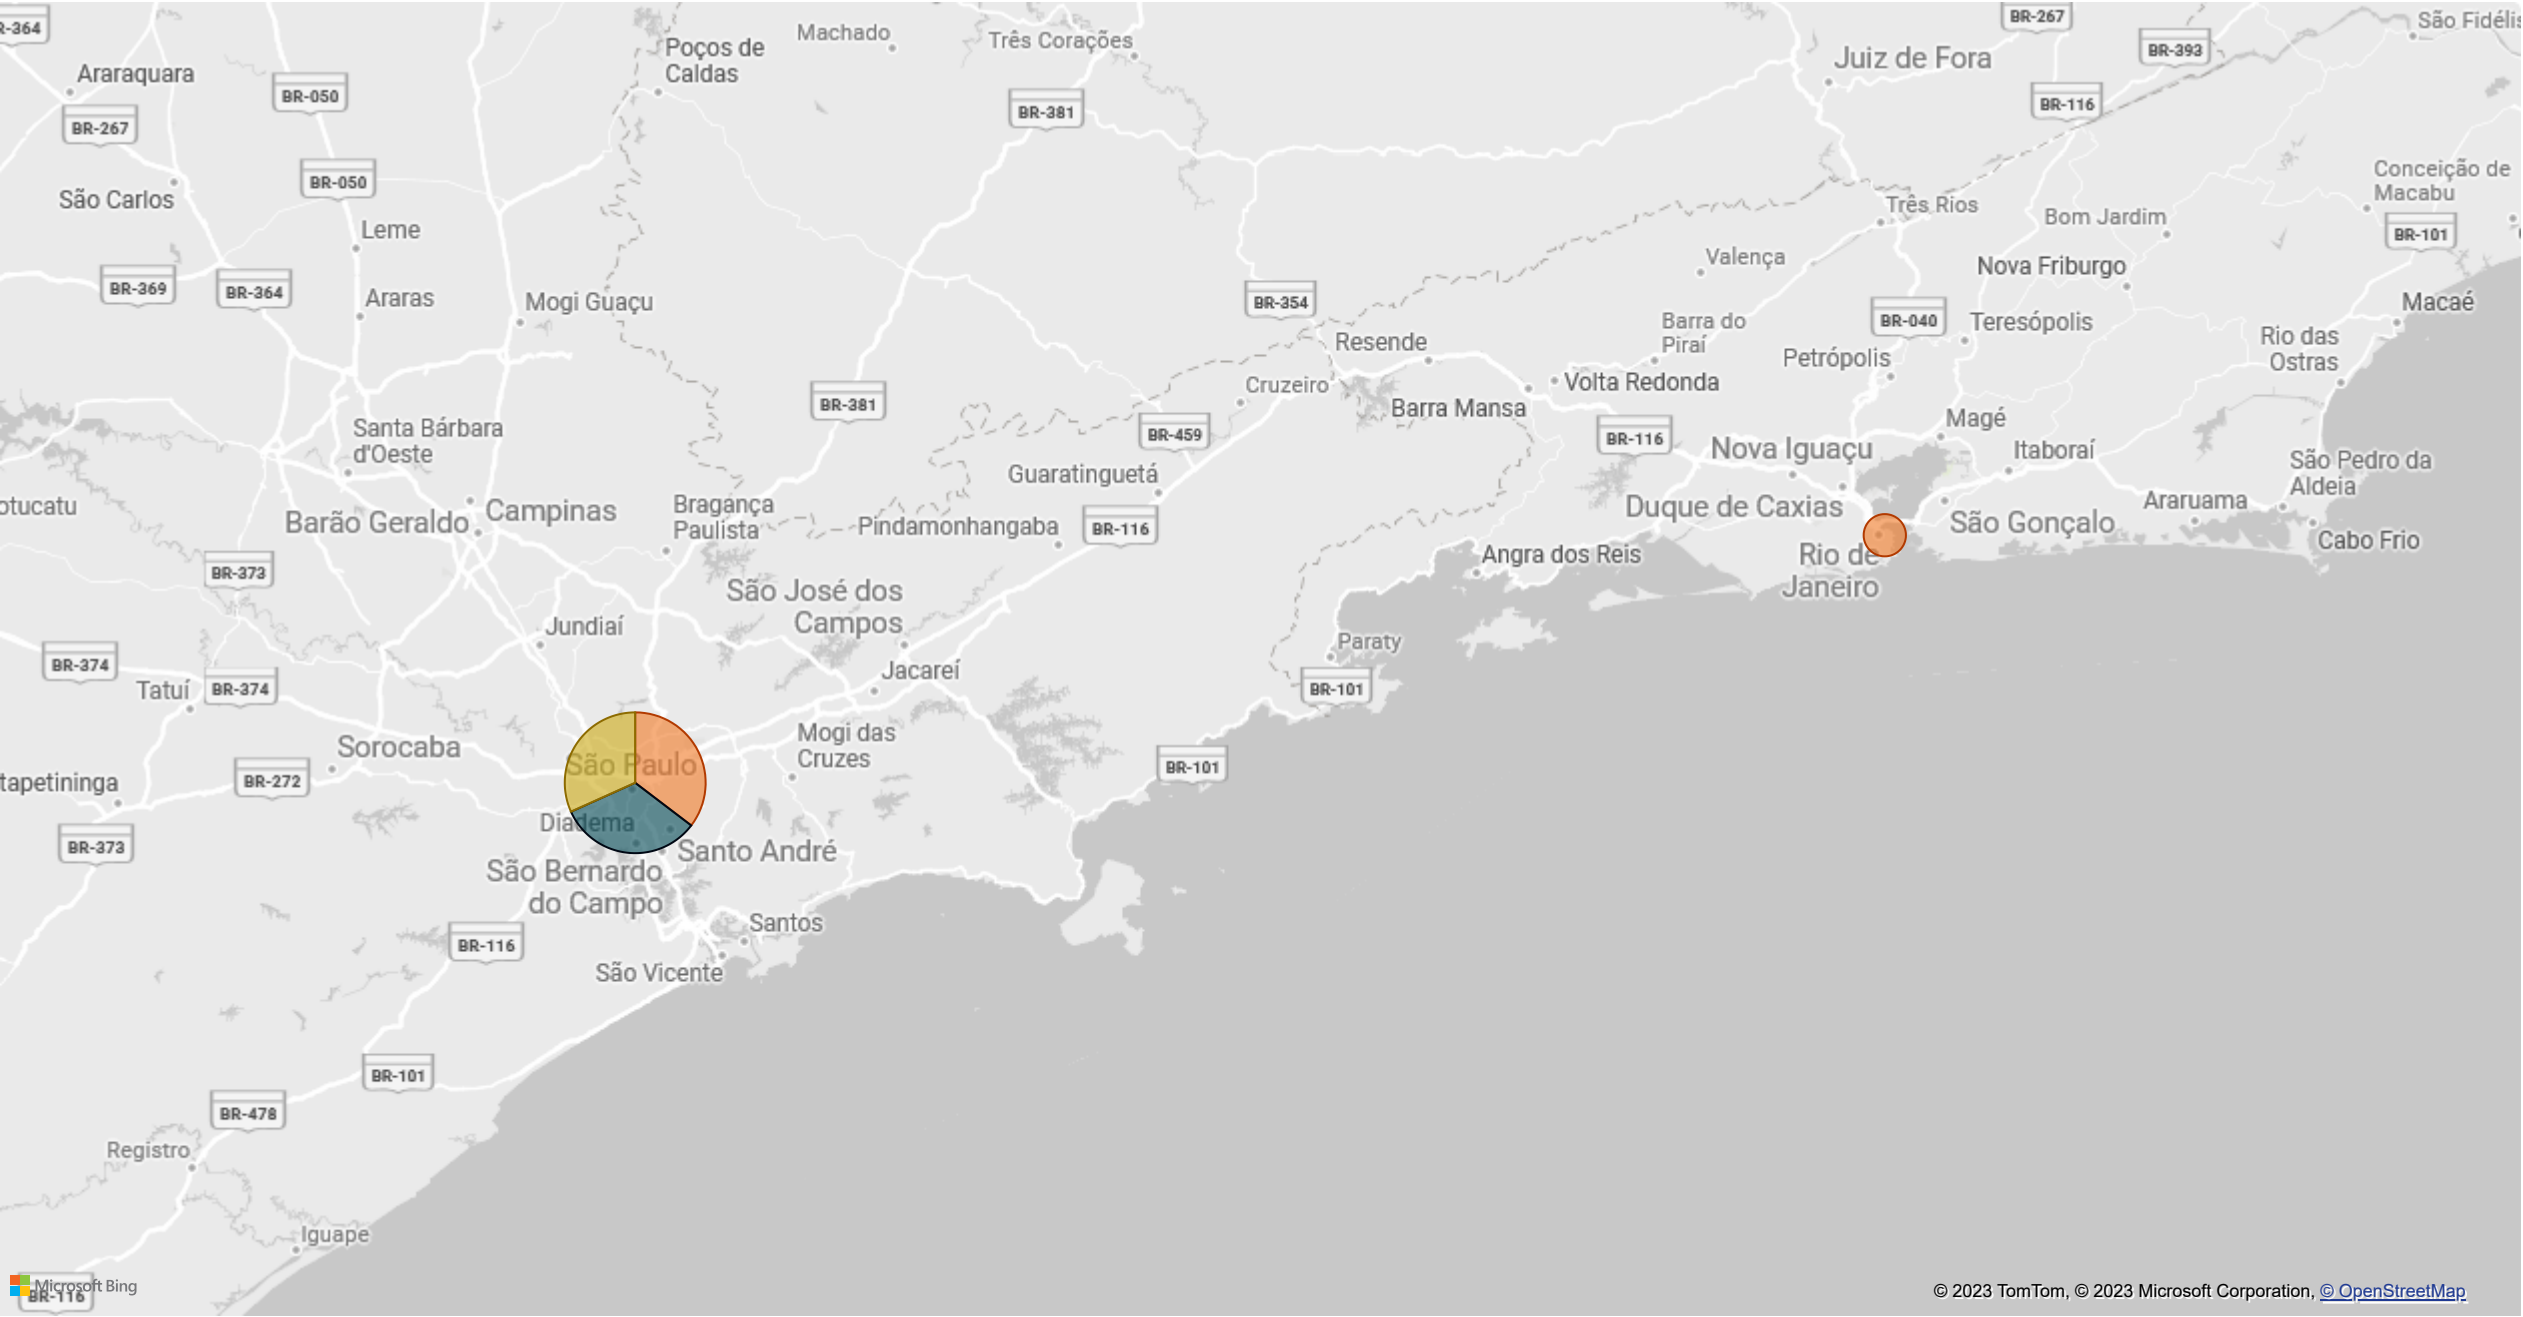 R-364
Araraquara
BR-267
São Carlos
BR-050
BR-050
Leme
BR-369
BR-364
Araras
Mogi Guaçu
Poços de
Caldas
Machado
Três Corações
BR-381
BR-267
BR-393
São Fidélis
Juiz de Fora
BR-116
Conceição de
Macabu
BR-101
Três Rios
Bom Jardim
Valença
Nova Friburgo
BR-354
BR-040
Teresópolis
Macaé
Barra do
Piraí
Petrópolis
Rio das
Ostras
Resende
Cruzeiro
Volta Redonda
Barra Mansa
BR-381
BR-459
BR-116
Magé
Nova Iguaçu
Itaboraí
São Pedro da
Aldeia
Santa Bárbara
d'Oeste
otucatu
Barão Geraldo
Campinas
Bragança
Paulista
Guaratinguetá
Pindamonhangaba
BR-116
Duque de Caxias
São Gonçalo
Araruama
Cabo Frio
Angra dos Reis
Rio de
Janeiro
BR-373
São José dos
Campos
Jundiaí
Paraty
BR-374
Tatuí
BR-374
Jacareí
BR-101
Sorocaba
São Paulo
Mogi das
Cruzes
BR-101
tapetininga
BR-272
Diadema
BR-373
Santo André
São Bernardo
do Campo
Santos
BR-116
São Vicente
BR-101
BR-478
Registro
Iguape
Microsoft Bing
BR-116
© 2023 TomTom, © 2023 Microsoft Corporation, © OpenStreetMap